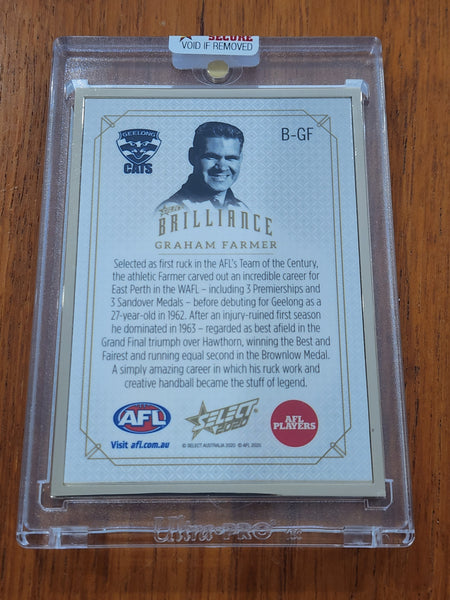 SECURE
VOID IF REMOVED
GEELONG
CATS
B-GF
BRILLIANCE
GRAHAM FARMER
Selected as first ruck in the AFL's Team of the Century,
the athletic Farmer carved out an incredible career for
East Perth in the WAFL – including 3 Premierships and
3 Sandover Medals – before debuting for Geelong as a
27-year-old in 1962. After an injury-ruined first season
he dominated in 1963 – regarded as best afield in the
Grand Final triumph over Hawthorn, winning the Best and
Fairest and running equal second in the Brownlow Medal.
A simply amazing career in which his ruck work and
creative handball became the stuff of legend.
AFL
SELECT
2020
AFL
PLAYERS
Visit afl.com.au
© SELECT AUSTRALIA 2020 © AFL 2020
Ultra·PRO